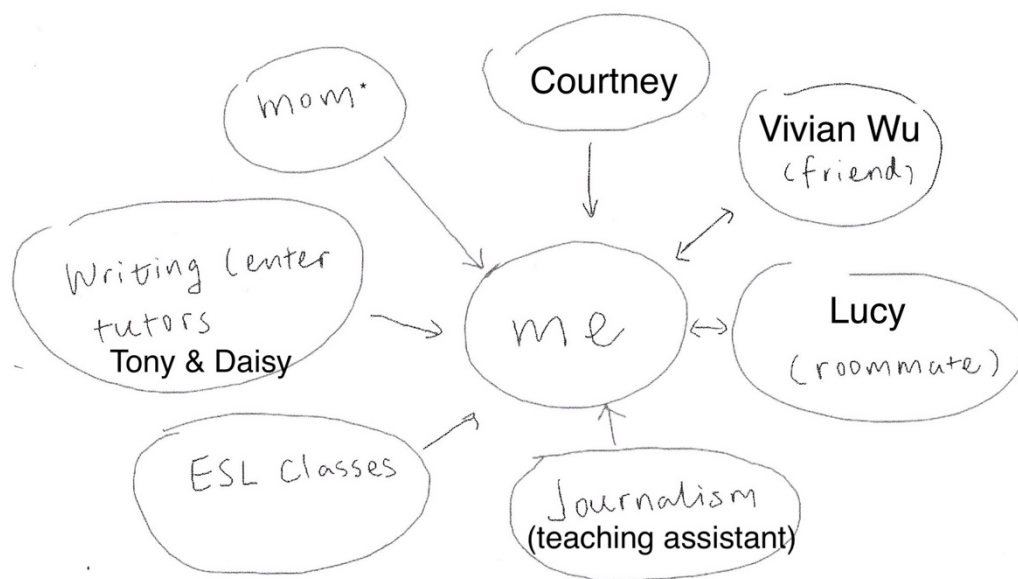 mom*
Courtney
Vivian Wu
(friend)
Writing Center
tutors
Tony & Daisy
me
Lucy
(roommate)
ESL Classes
Journalism
(teaching assistant)